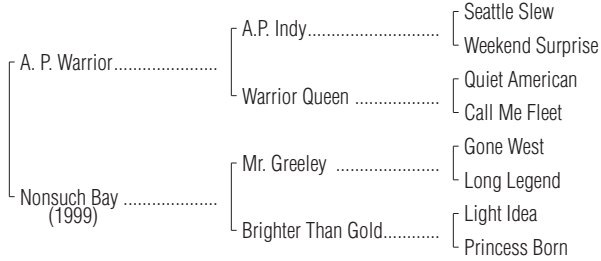 Seattle Slew
A.P. Indy
Weekend Surprise
A. P. Warrior
Quiet American
Warrior Queen
Call Me Fleet
Gone West
Mr. Greeley
Long Legend
Nonsuch Bay
(1999)
Light Idea
Brighter Than Gold
Princess Born